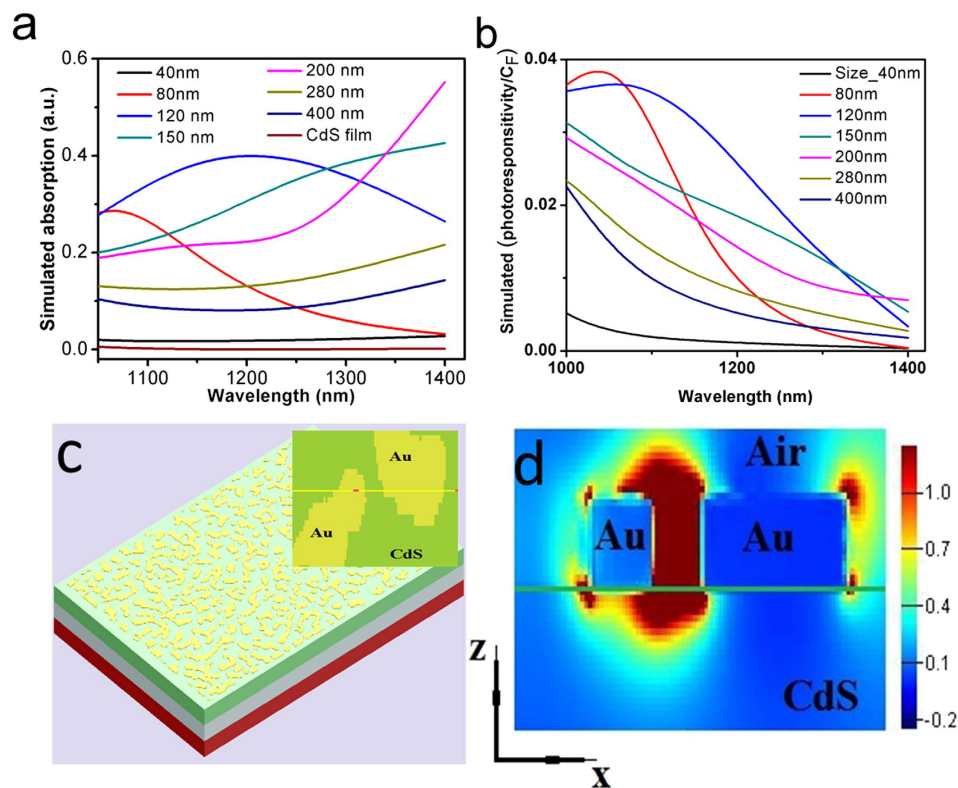 a
Simulated absorption (a.u.)
0.6
0.4
0.2
0.0
40nm
80nm
120 nm
150 nm
200 nm
280 nm
400 nm
CdS film
1100
1200
1300
1400
Wavelength (nm)
b
Simulated (photoresponsitivity/C_F)
0.04
0.02
0.00
Size_40nm
80nm
120nm
150nm
200nm
280nm
400nm
1000
1200
1400
Wavelength (nm)
c
Au
Au
CdS
d
Air
Au
Au
CdS
z
x
1.0
0.7
0.4
0.1
-0.2